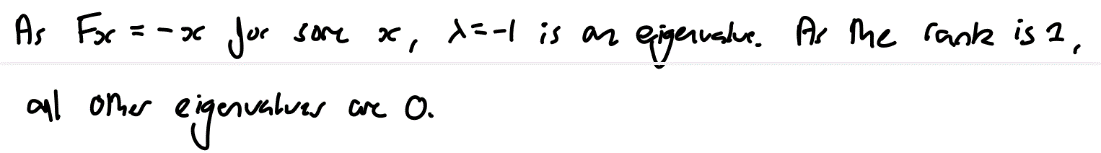 As Fx = -x for some x, λ=-1 is an eigenvalue. As the rank is 1,
all other eigenvalues are 0.